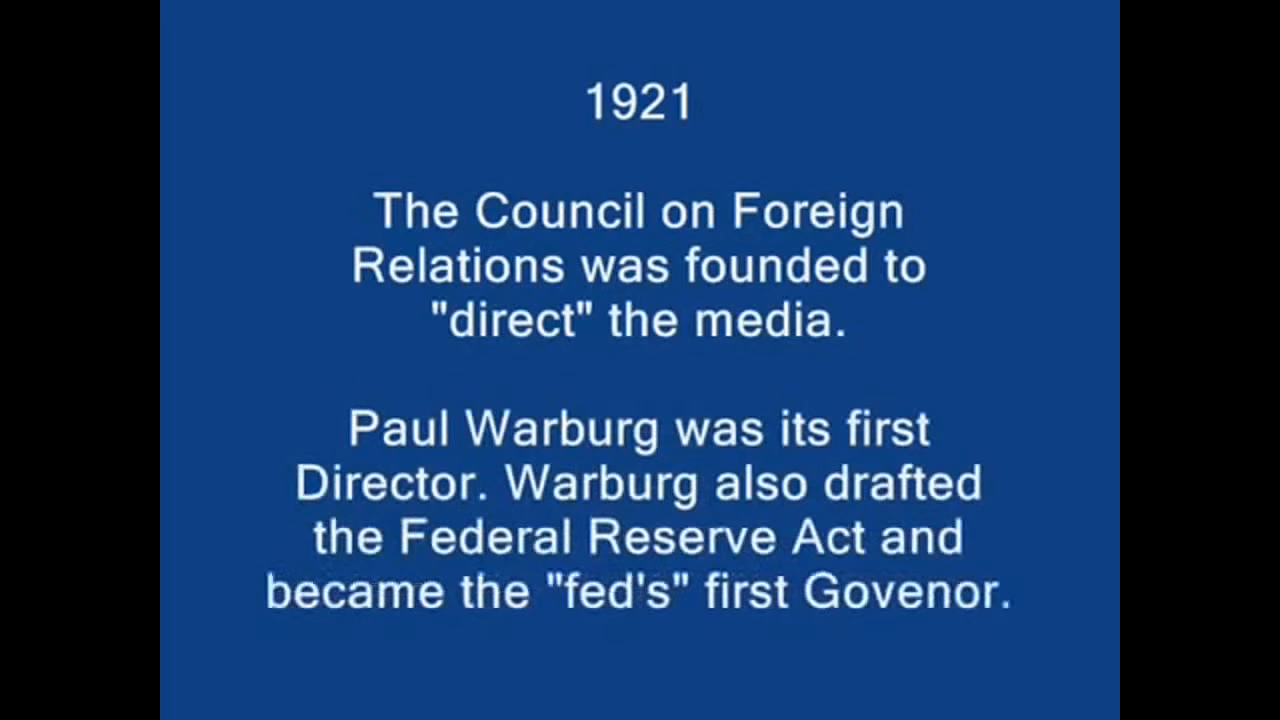 1921
The Council on Foreign
Relations was founded to
"direct" the media.
Paul Warburg was its first
Director. Warburg also drafted
the Federal Reserve Act and
became the "fed's" first Govenor.